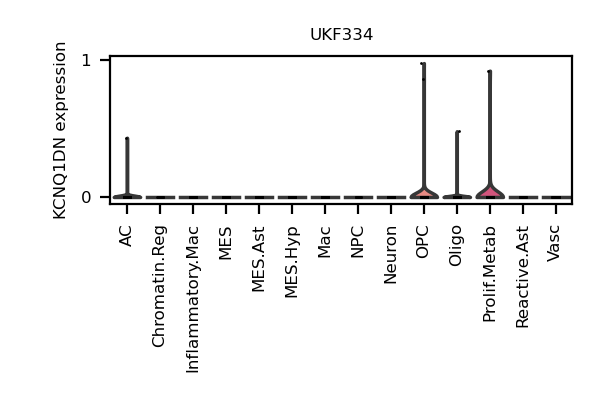 UKF334
KCNQ1DN expression
1
0
AC
Chromatin.Reg
Inflammatory.Mac
MES
MES.Ast
MES.Hyp
Mac
NPC
Neuron
OPC
Oligo
Prolif.Metab
Reactive.Ast
Vasc